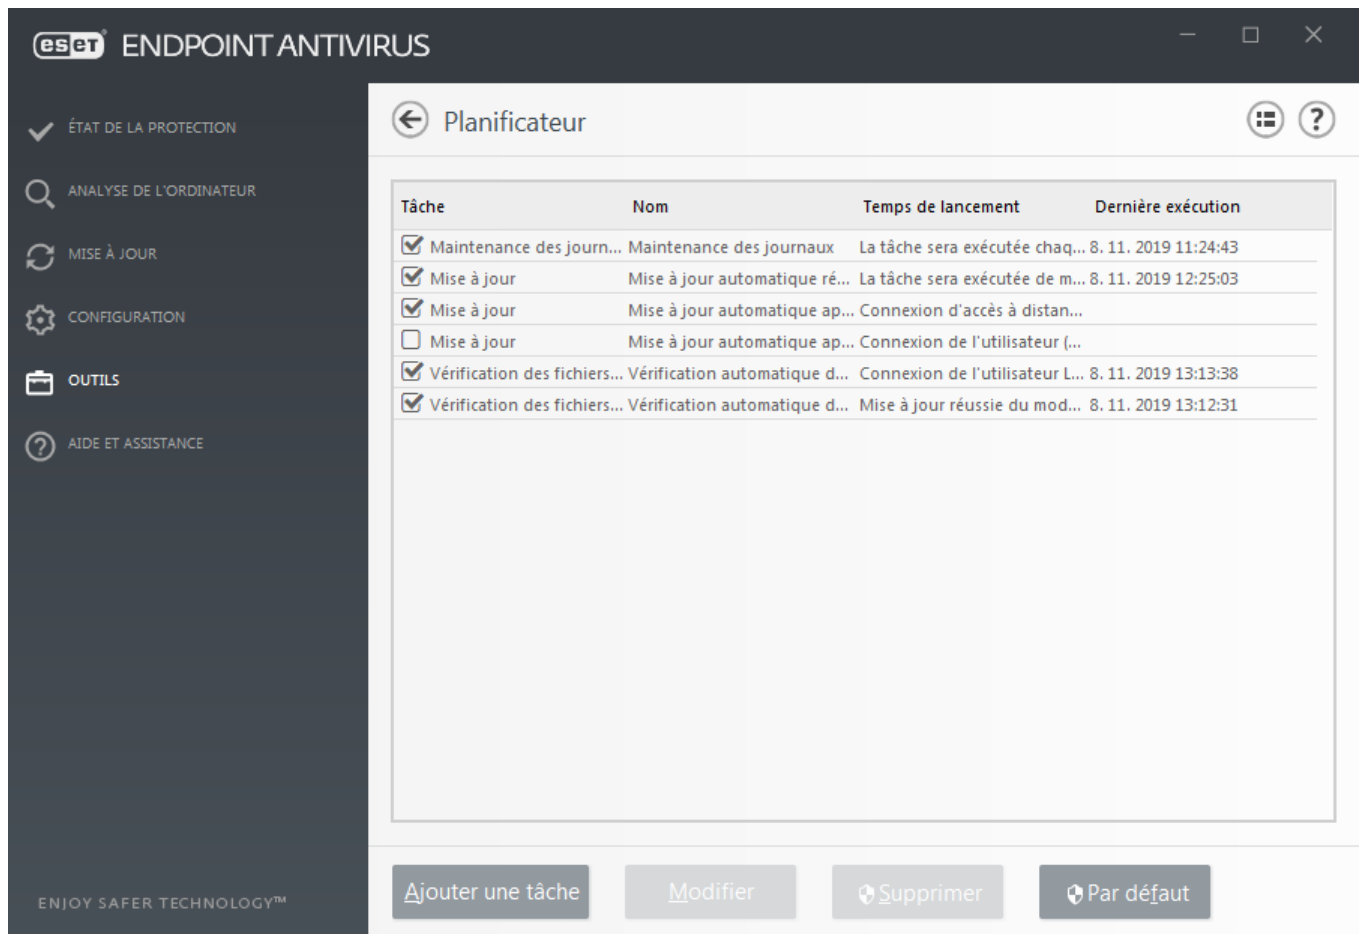 eset ENDPOINT ANTIVIRUS
ÉTAT DE LA PROTECTION
ANALYSE DE L'ORDINATEUR
MISE À JOUR
CONFIGURATION
OUTILS
AIDE ET ASSISTANCE
ENJOY SAFER TECHNOLOGY™
Planificateur
?
Tâche Nom Temps de lancement Dernière exécution
Maintenance des journ... Maintenance des journaux La tâche sera exécutée chaq... 8. 11. 2019 11:24:43
Mise à jour Mise à jour automatique ré... La tâche sera exécutée de m... 8. 11. 2019 12:25:03
Mise à jour Mise à jour automatique ap... Connexion d'accès à distan...
Mise à jour Mise à jour automatique ap... Connexion de l'utilisateur (...
Vérification des fichiers... Vérification automatique d... Connexion de l'utilisateur L... 8. 11. 2019 13:13:38
Vérification des fichiers... Vérification automatique d... Mise à jour réussie du mod... 8. 11. 2019 13:12:31
Ajouter une tâche Modifier Supprimer Par défaut